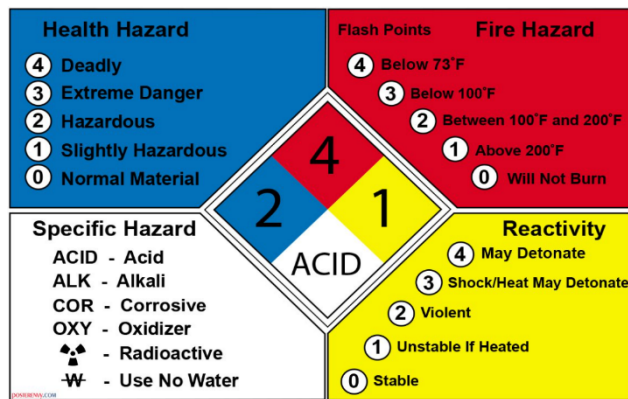 Health Hazard
4 Deadly
3 Extreme Danger
2 Hazardous
1 Slightly Hazardous
0 Normal Material
Flash Points Fire Hazard
4 Below 73°F
3 Below 100°F
2 Between 100°F and 200°F
1 Above 200°F
0 Will Not Burn
4
2
1
ACID
Specific Hazard
ACID - Acid
ALK - Alkali
COR - Corrosive
OXY - Oxidizer
- Radioactive
W - Use No Water
Reactivity
4 May Detonate
3 Shock/Heat May Detonate
2 Violent
1 Unstable If Heated
0 Stable